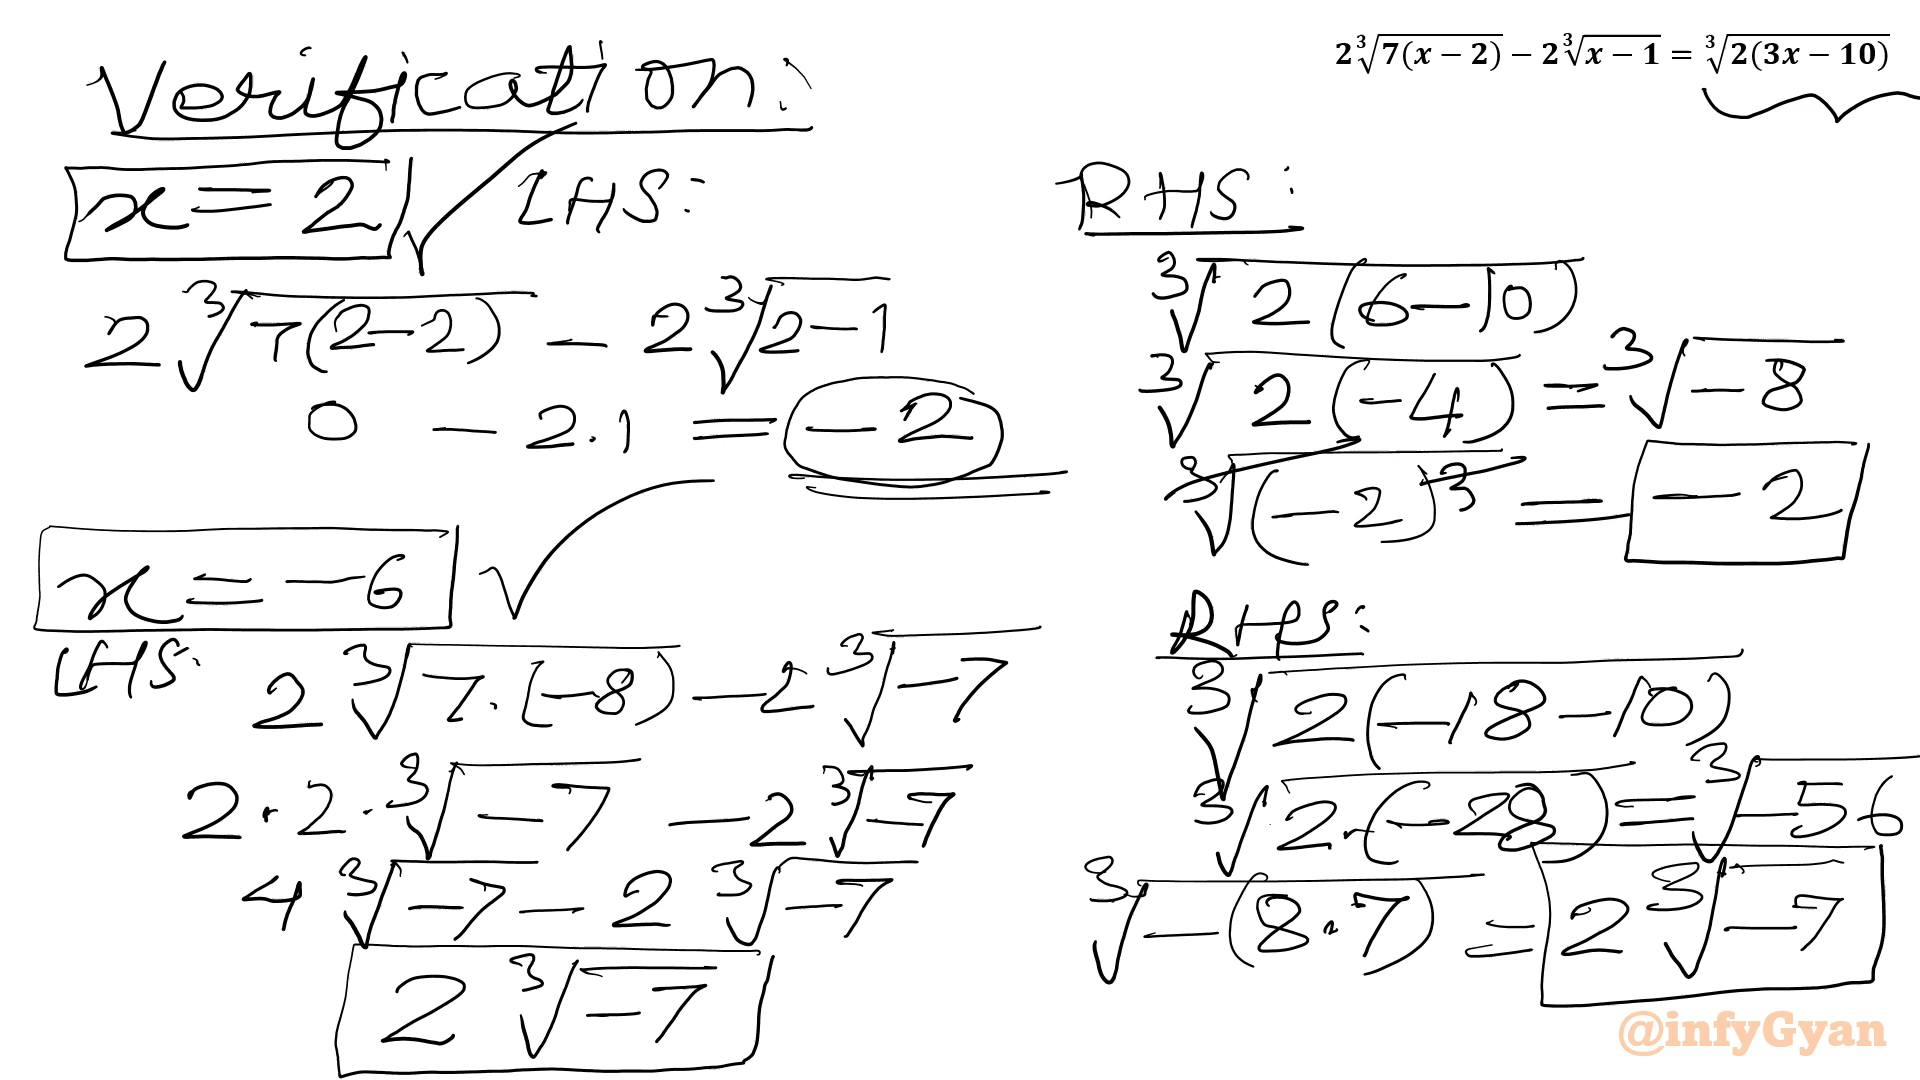 2∛7(x − 2) − 2∛x − 1 = ∛2(3x − 10)
Verification:
x = 2 ✓ LHS:
2∛7(2−2) − 2∛2−1
0 − 2·1 = −2
RHS:
∛2(6−10)
∛2(−4) = ∛−8
∛(−2)³ = −2
x = −6 ✓
LHS:
2∛7·(−8) − 2∛−7
2·2·∛−7 − 2∛−7
4∛−7 − 2∛−7
2∛−7
RHS:
∛2(−18−10)
∛2·(−28) = ∛−56
∛−(8·7) = 2∛−7
@infyGyan